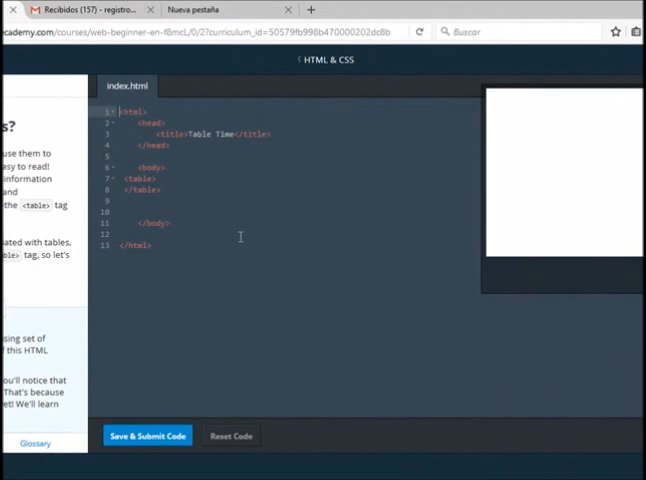 Recibidos (157) - registro...
Nueva pestaña
ecademy.com/courses/web-beginner-en-f8mcL/0/2?curriculum_id=50579fb998b470000202dc8b
Buscar
HTML & CSS
index.html
s?
use them to
asy to read!
information
and
the <table> tag
ated with tables,
ble> tag, so let's
sing set of
f this HTML
ou'll notice that
That's because
et! We'll learn
Glossary
1 <html>
2 <head>
3 <title>Table Time</title>
4 </head>
5
6 <body>
7 <table>
8 </table>
9
10
11 </body>
12
13 </html>
Save & Submit Code
Reset Code